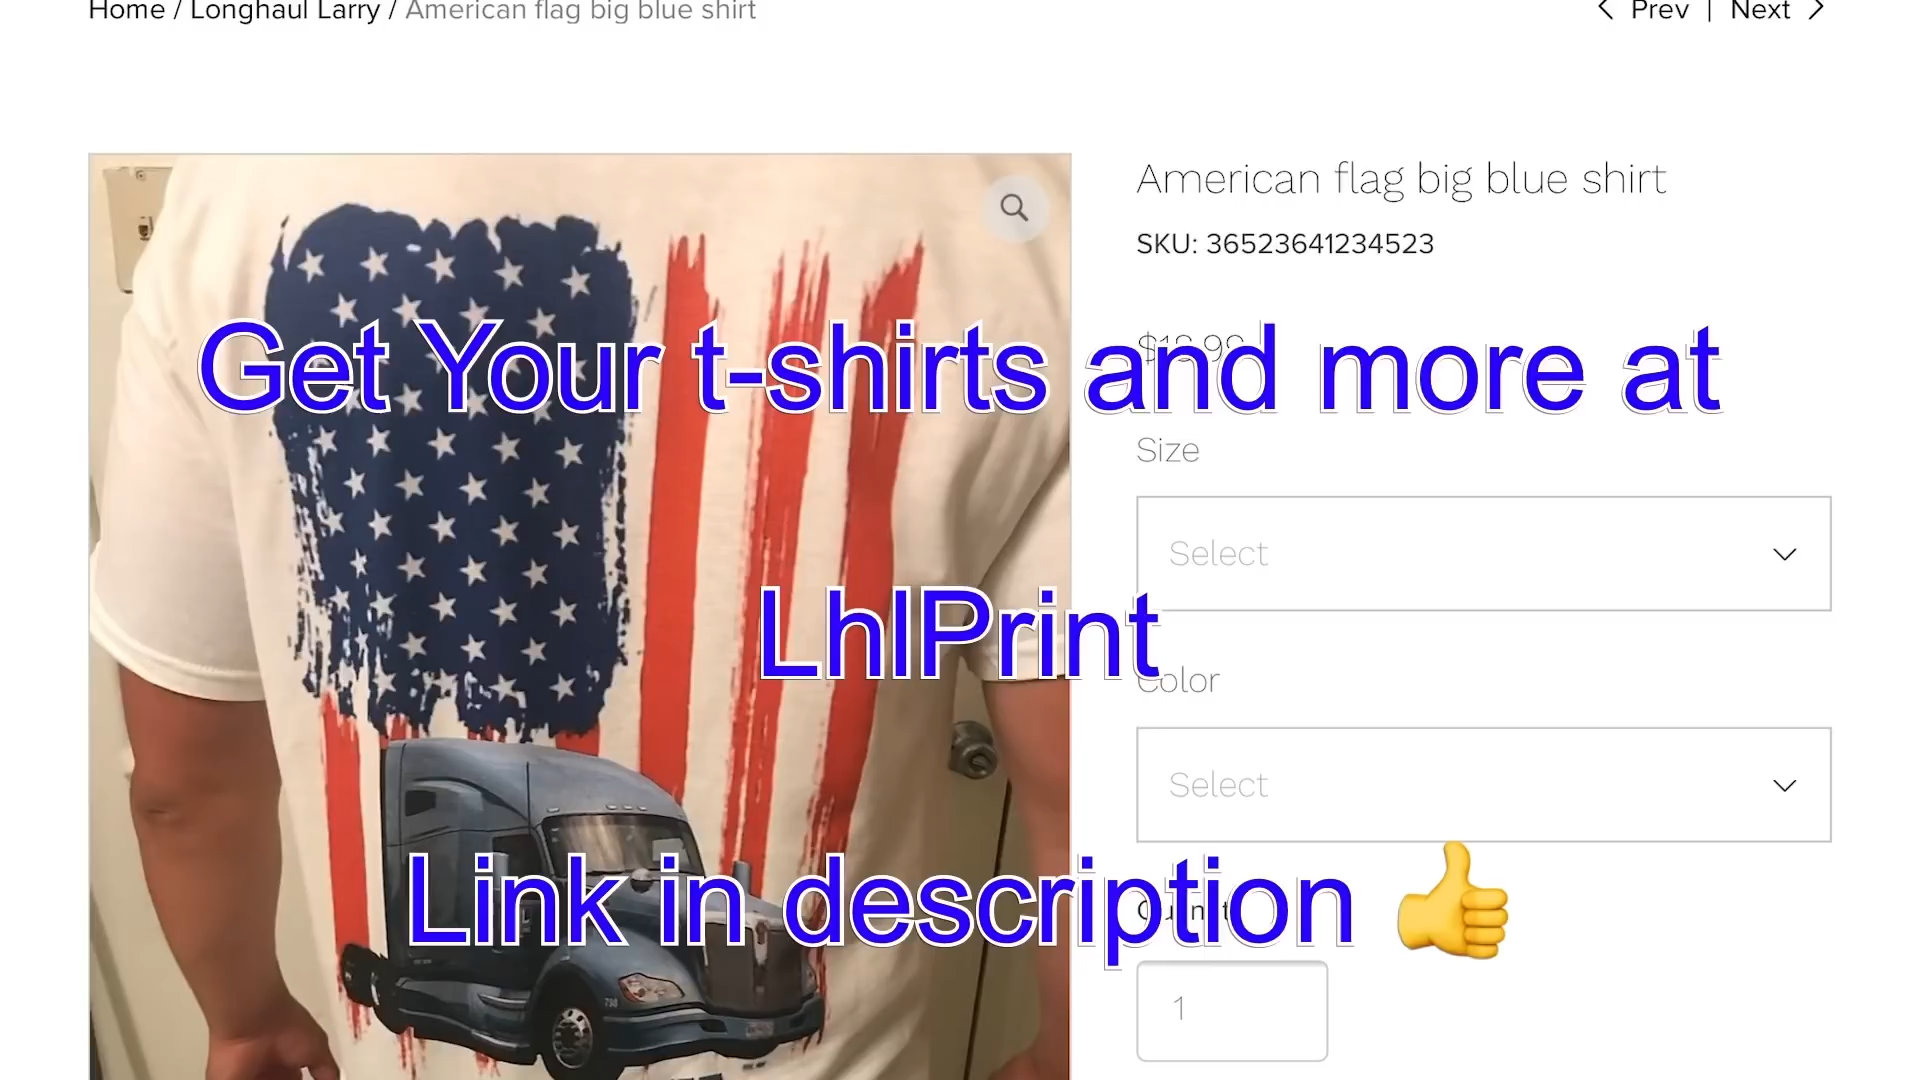 Home / Longhaul Larry / American flag big blue shirt
Prev | Next
American flag big blue shirt
SKU: 36523641234523
Get Your t-shirts and more at
Size
Select
LhlPrint
Color
Select
Link in description 👍
1